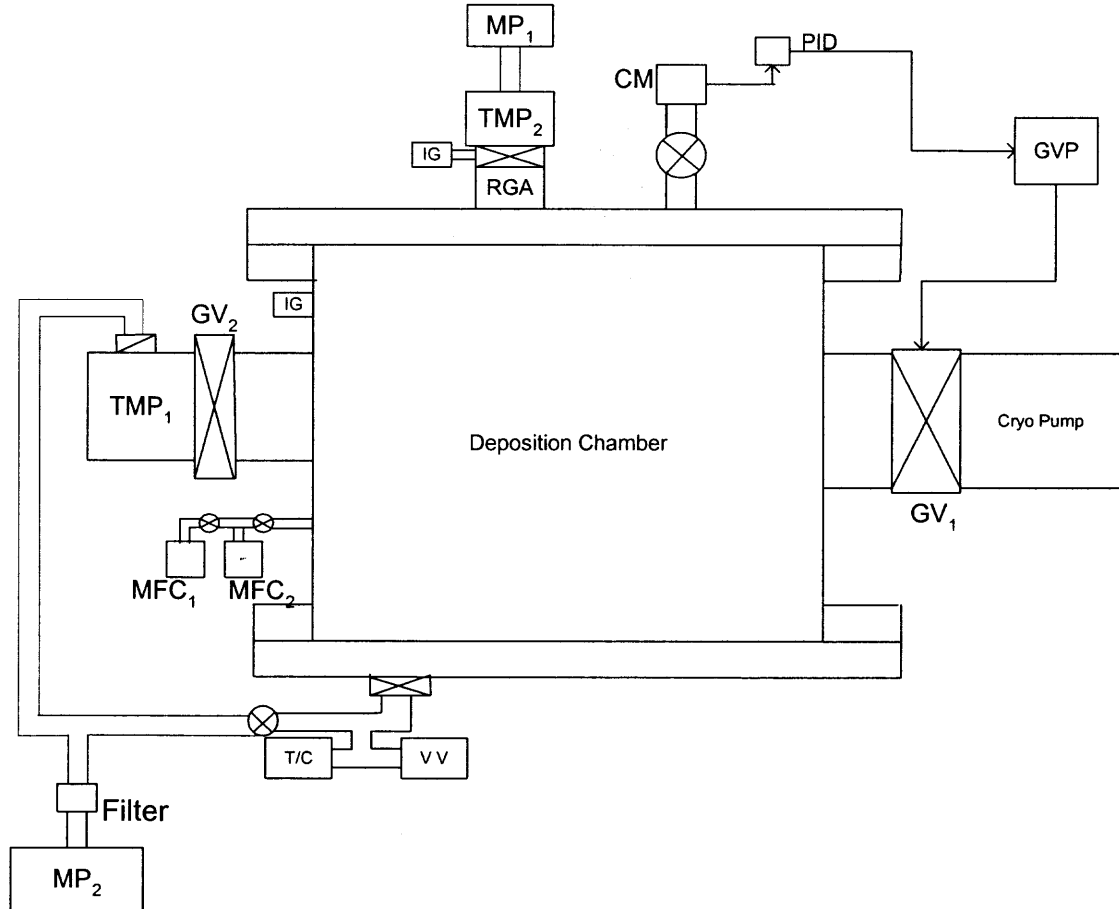 MP₁
PID
CM
TMP₂
IG
GVP
RGA
IG
GV₂
TMP₁
Deposition Chamber
Cryo Pump
GV₁
MFC₁
MFC₂
T/C
V V
Filter
MP₂